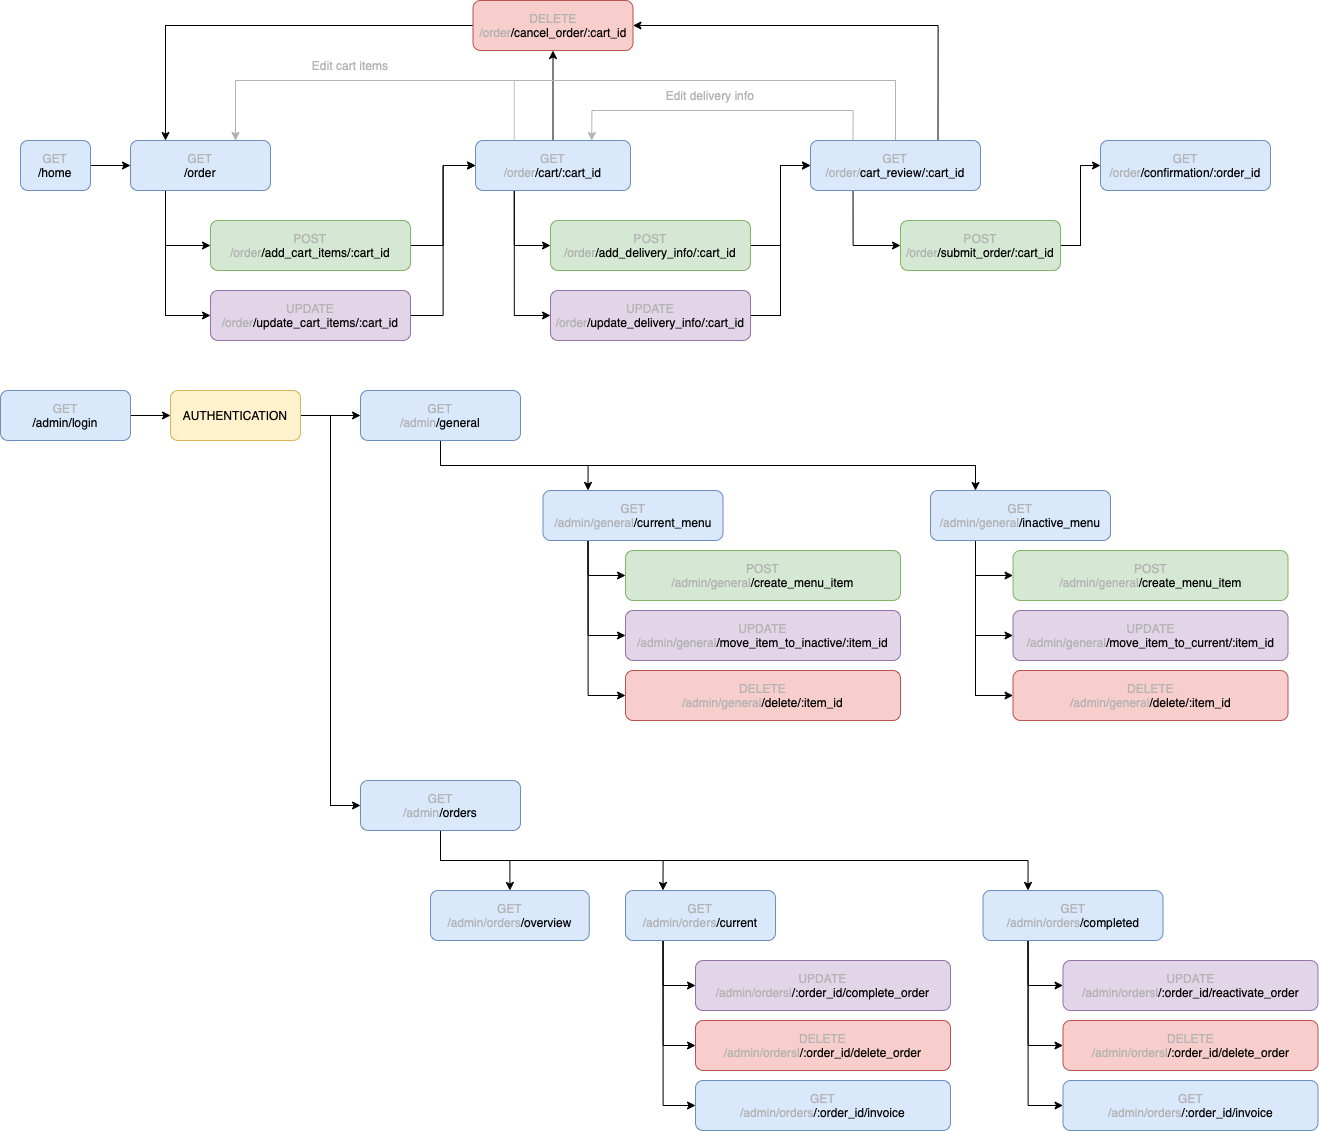 DELETE
/order/cancel_order/:cart_id
Edit cart items
Edit delivery info
GET
/home
GET
/order
GET
/order/cart/:cart_id
GET
/order/cart_review/:cart_id
GET
/order/confirmation/:order_id
POST
/order/add_cart_items/:cart_id
POST
/order/add_delivery_info/:cart_id
POST
/order/submit_order/:cart_id
UPDATE
/order/update_cart_items/:cart_id
UPDATE
/order/update_delivery_info/:cart_id
GET
/admin/login
AUTHENTICATION
GET
/admin/general
GET
/admin/general/current_menu
GET
/admin/general/inactive_menu
POST
/admin/general/create_menu_item
POST
/admin/general/create_menu_item
UPDATE
/admin/general/move_item_to_inactive/:item_id
UPDATE
/admin/general/move_item_to_current/:item_id
DELETE
/admin/general/delete/:item_id
DELETE
/admin/general/delete/:item_id
GET
/admin/orders
GET
/admin/orders/overview
GET
/admin/orders/current
GET
/admin/orders/completed
UPDATE
/admin/ordersl/:order_id/complete_order
UPDATE
/admin/ordersl/:order_id/reactivate_order
DELETE
/admin/ordersl/:order_id/delete_order
DELETE
/admin/ordersl/:order_id/delete_order
GET
/admin/orders/:order_id/invoice
GET
/admin/orders/:order_id/invoice